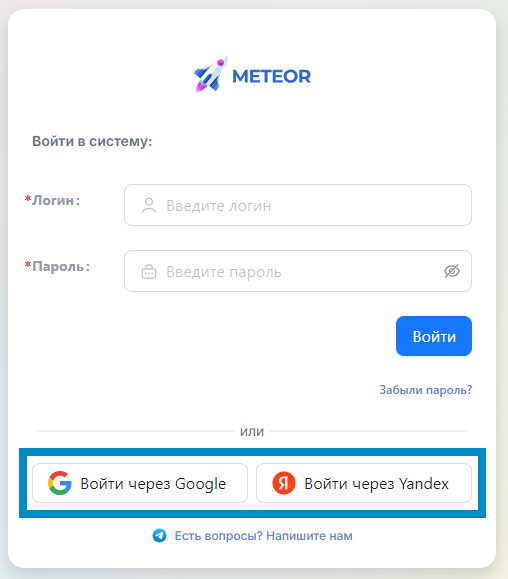 METEOR
Войти в систему:
*Логин:
Введите логин
*Пароль:
Введите пароль
Войти
Забыли пароль?
или
Войти через Google
Я Войти через Yandex
Есть вопросы? Напишите нам